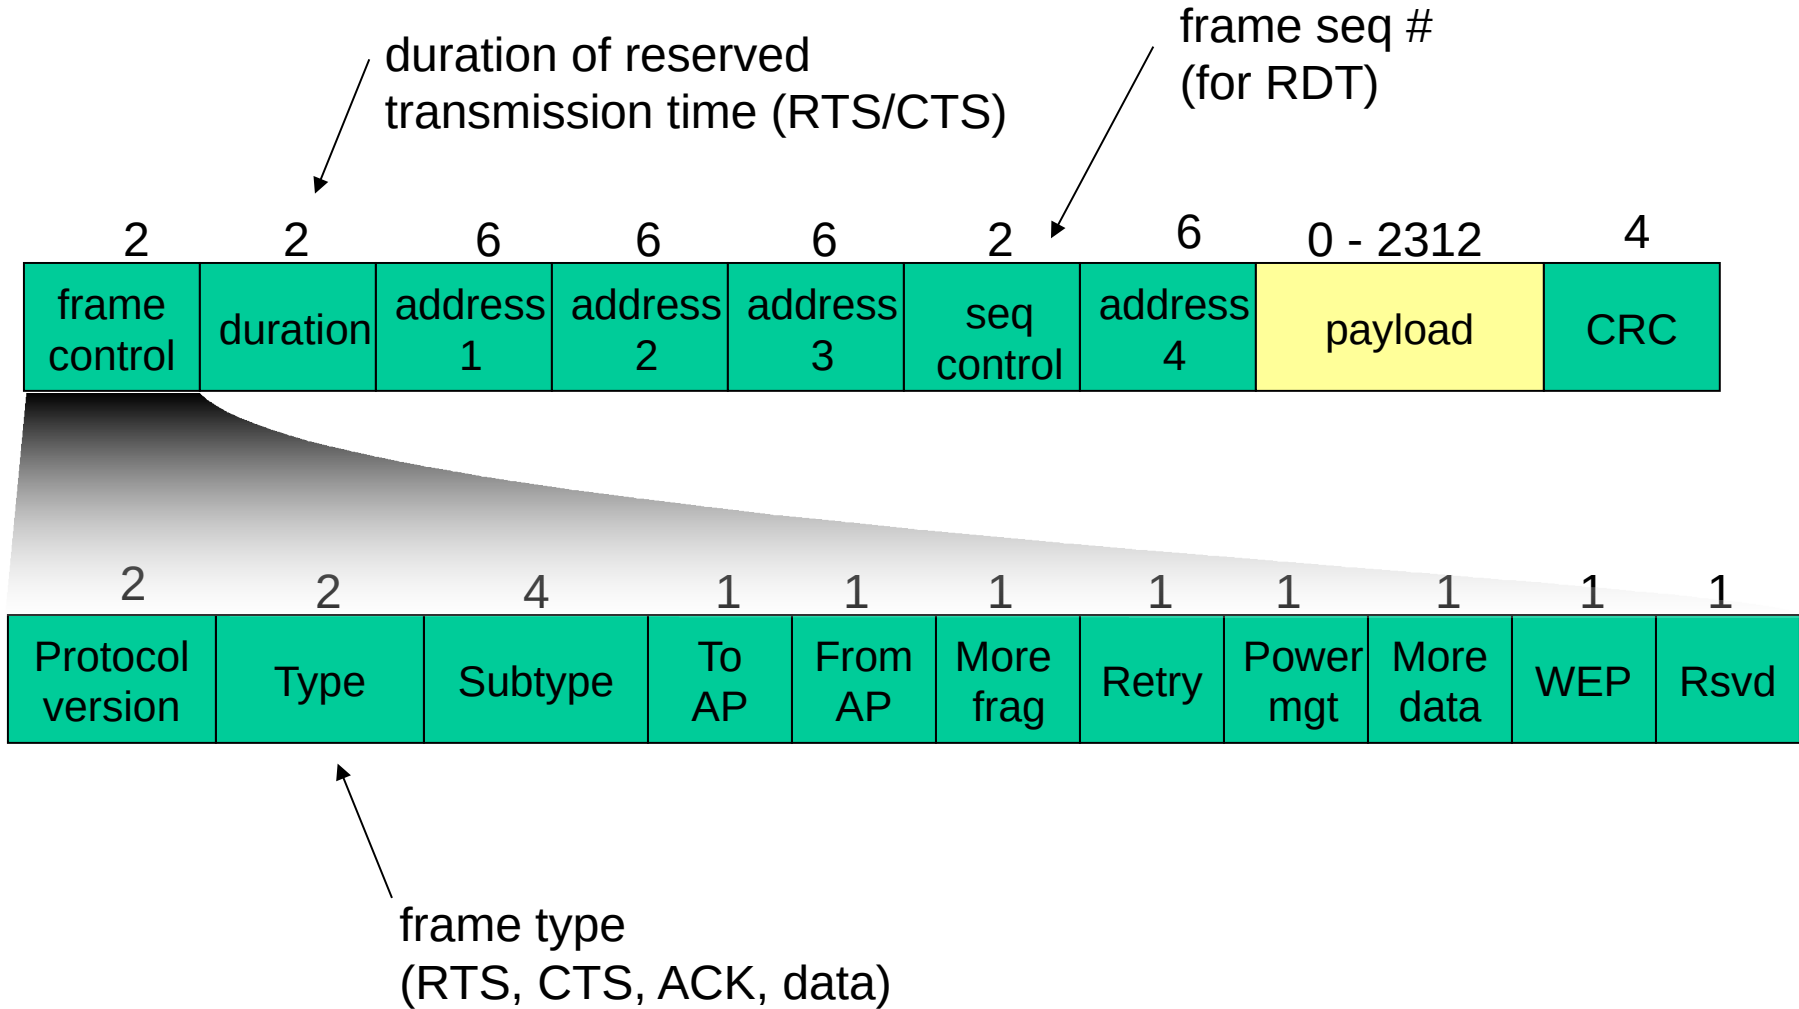 duration of reserved
transmission time (RTS/CTS)
frame seq #
(for RDT)
2 2 6 6 6 2 6 0 - 2312 4
frame
control
duration
address
1
address
2
address
3
seq
control
address
4
payload
CRC
2 2 4 1 1 1 1 1 1 1 1
Protocol
version
Type
Subtype
To
AP
From
AP
More
frag
Retry
Power
mgt
More
data
WEP
Rsvd
frame type
(RTS, CTS, ACK, data)